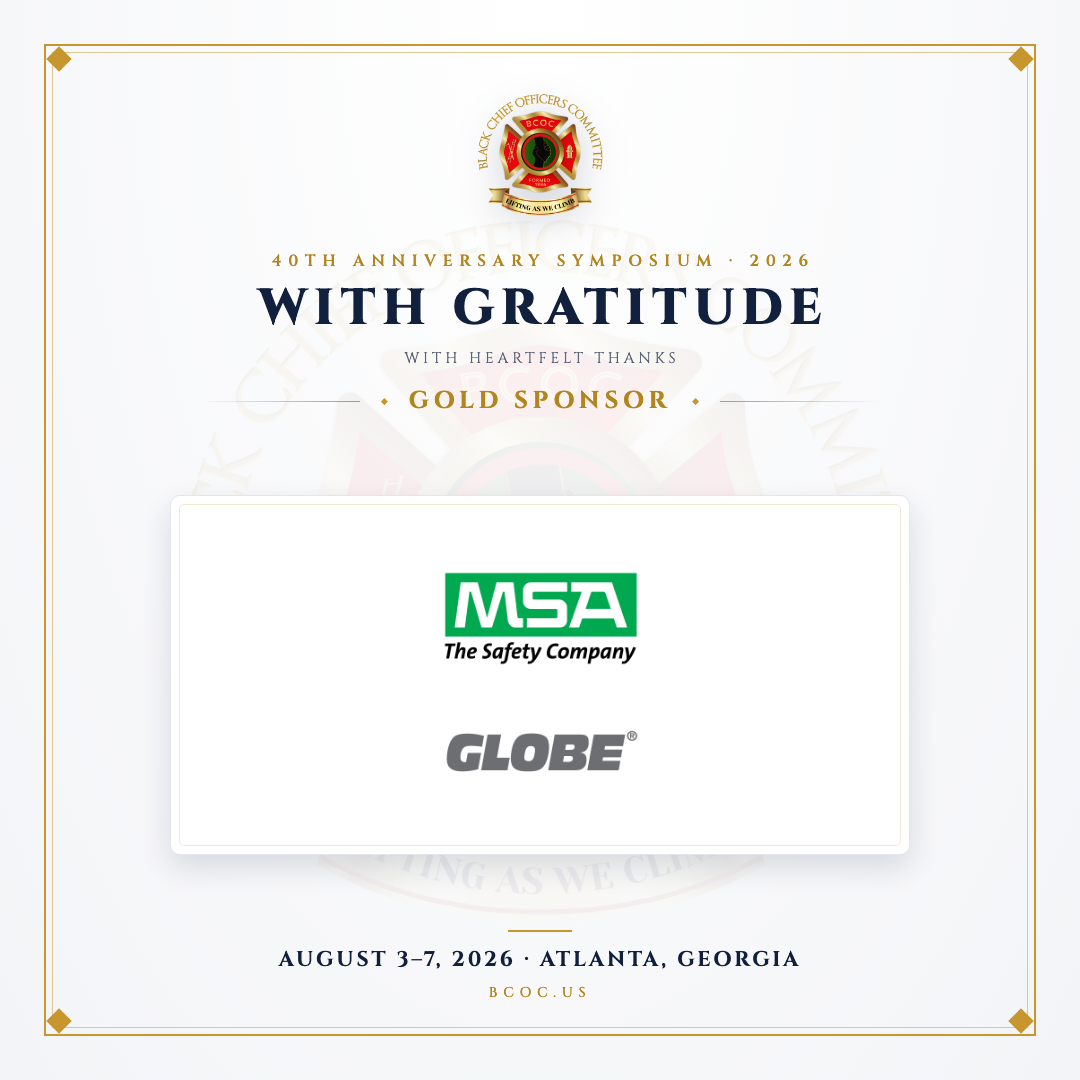 BLACK CHIEF OFFICERS COMMITTEE
BCOC
FORMED
1986
LIFTING AS WE CLIMB
40TH ANNIVERSARY SYMPOSIUM · 2026
WITH GRATITUDE
WITH HEARTFELT THANKS
GOLD SPONSOR
MSA
The Safety Company
GLOBE®
AUGUST 3–7, 2026 · ATLANTA, GEORGIA
BCOC.US